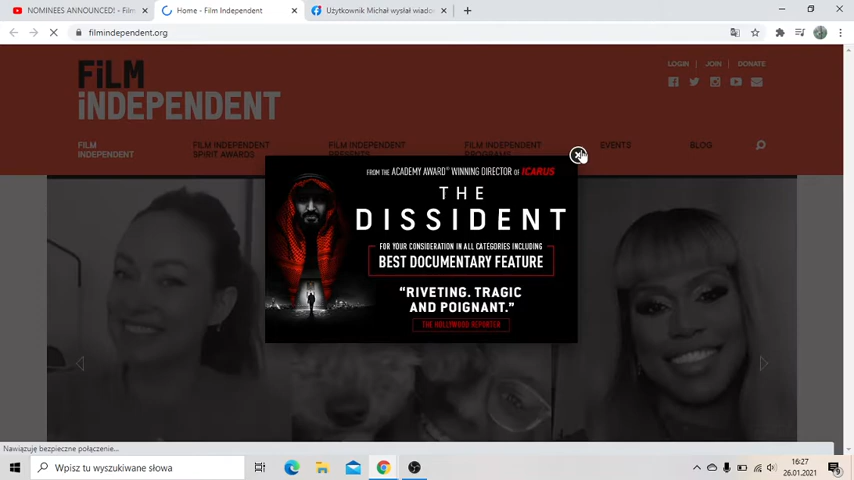 NOMINEES ANNOUNCED! - Film
Home - Film Independent
Użytkownik Michał wysłał wiado
filmindependent.org
LOGIN | JOIN | DONATE
FiLM
iNDEPENDENT
FILM
INDEPENDENT
FILM INDEPENDENT
SPIRIT AWARDS
FILM INDEPENDENT
PRESENTS
FILM INDEPENDENT
PROGRAMS
EVENTS
BLOG
FROM THE ACADEMY AWARD® WINNING DIRECTOR OF ICARUS
THE
DISSIDENT
FOR YOUR CONSIDERATION IN ALL CATEGORIES INCLUDING
BEST DOCUMENTARY FEATURE
“RIVETING. TRAGIC
AND POIGNANT.”
THE HOLLYWOOD REPORTER
Nawiązuję bezpieczne połączenie...
Wpisz tu wyszukiwane słowa
16:27
26.01.2021